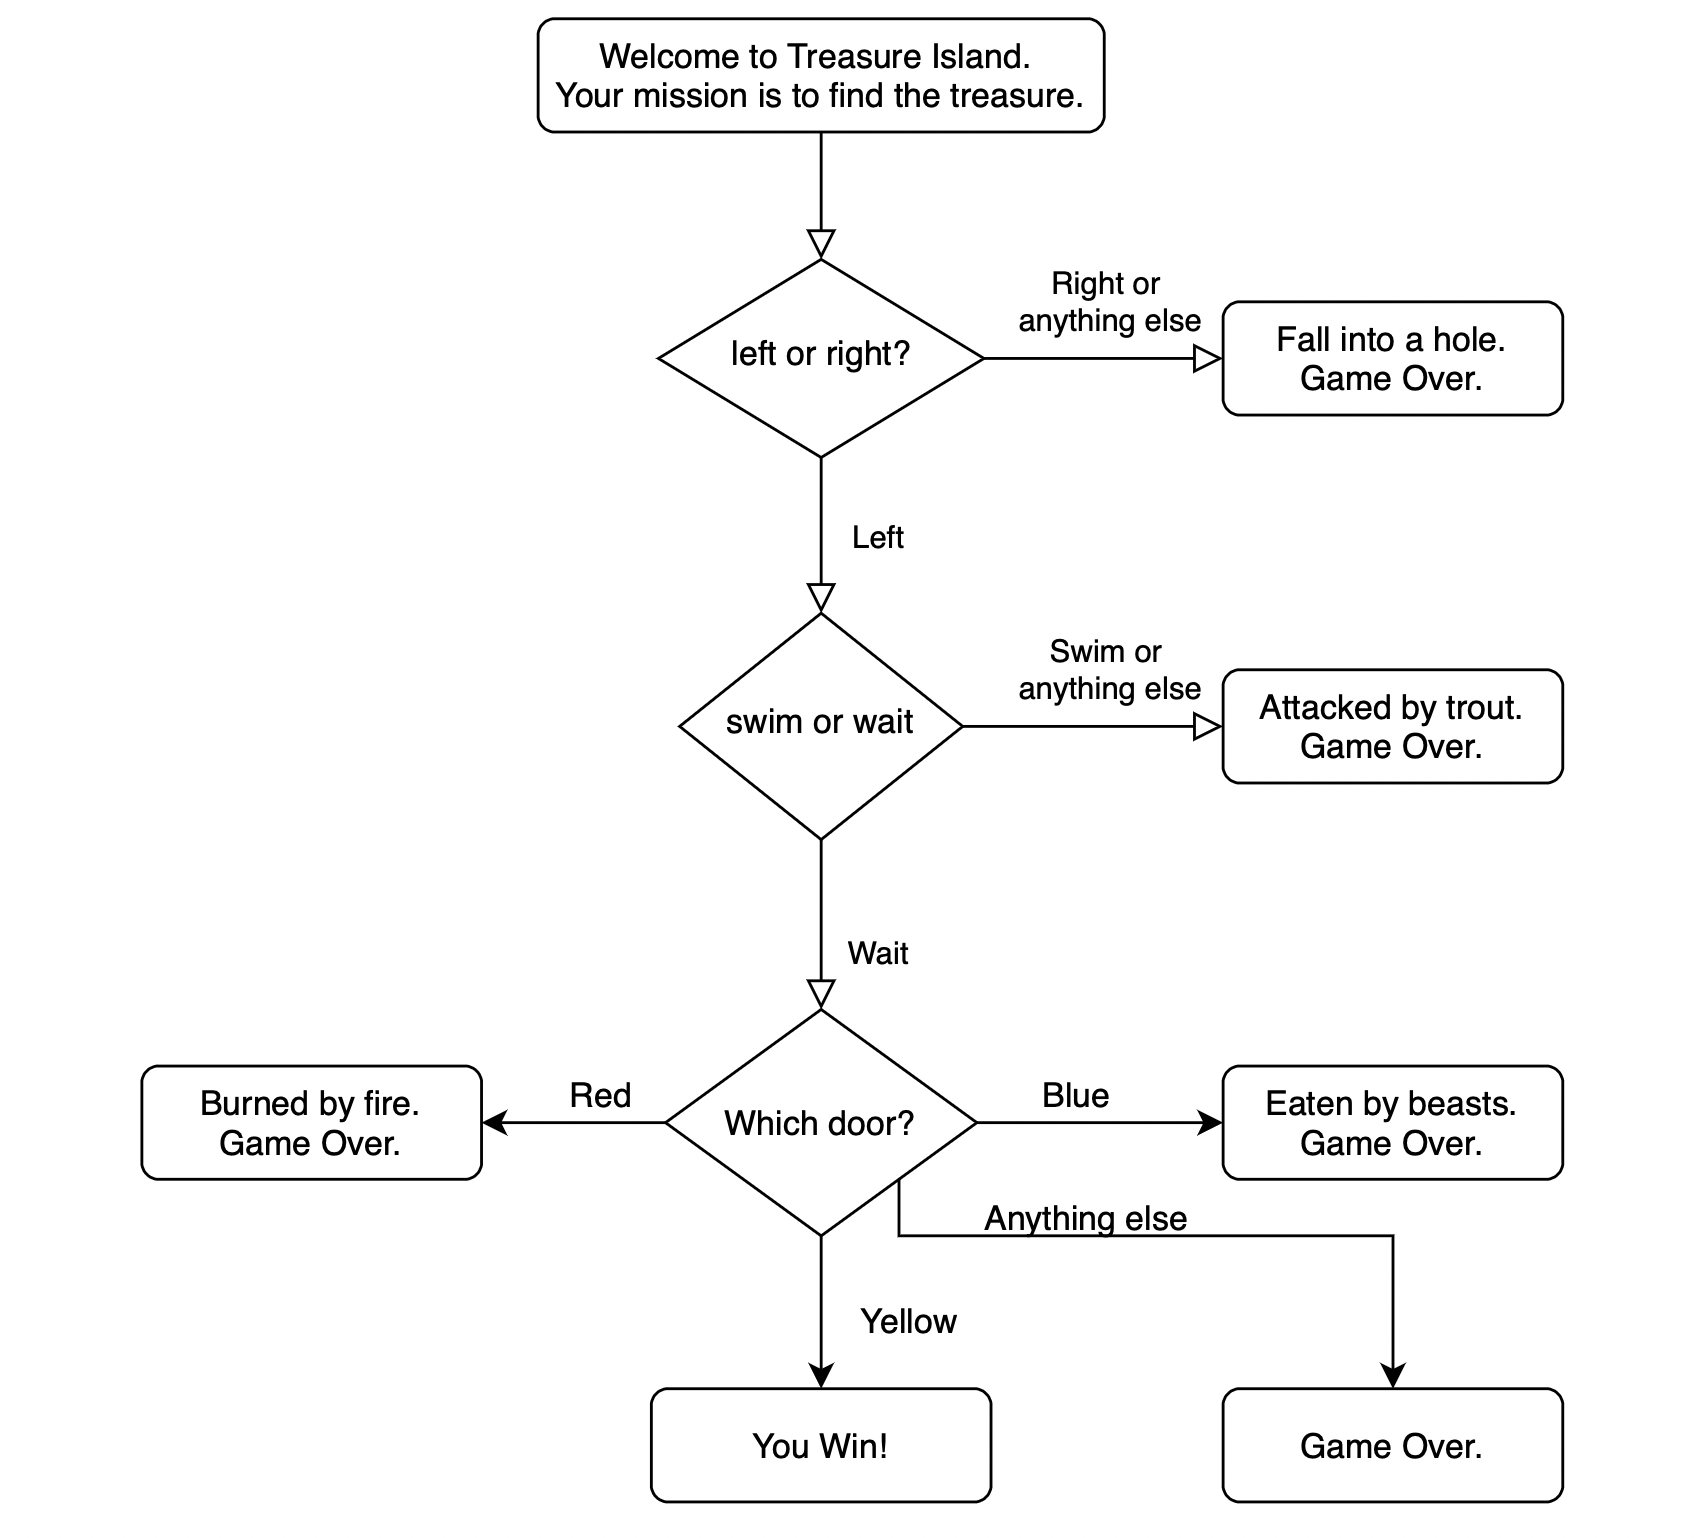 Welcome to Treasure Island.
Your mission is to find the treasure.
left or right?
Right or
anything else
Fall into a hole.
Game Over.
Left
swim or wait
Swim or
anything else
Attacked by trout.
Game Over.
Wait
Burned by fire.
Game Over.
Red
Which door?
Blue
Eaten by beasts.
Game Over.
Anything else
Yellow
You Win!
Game Over.